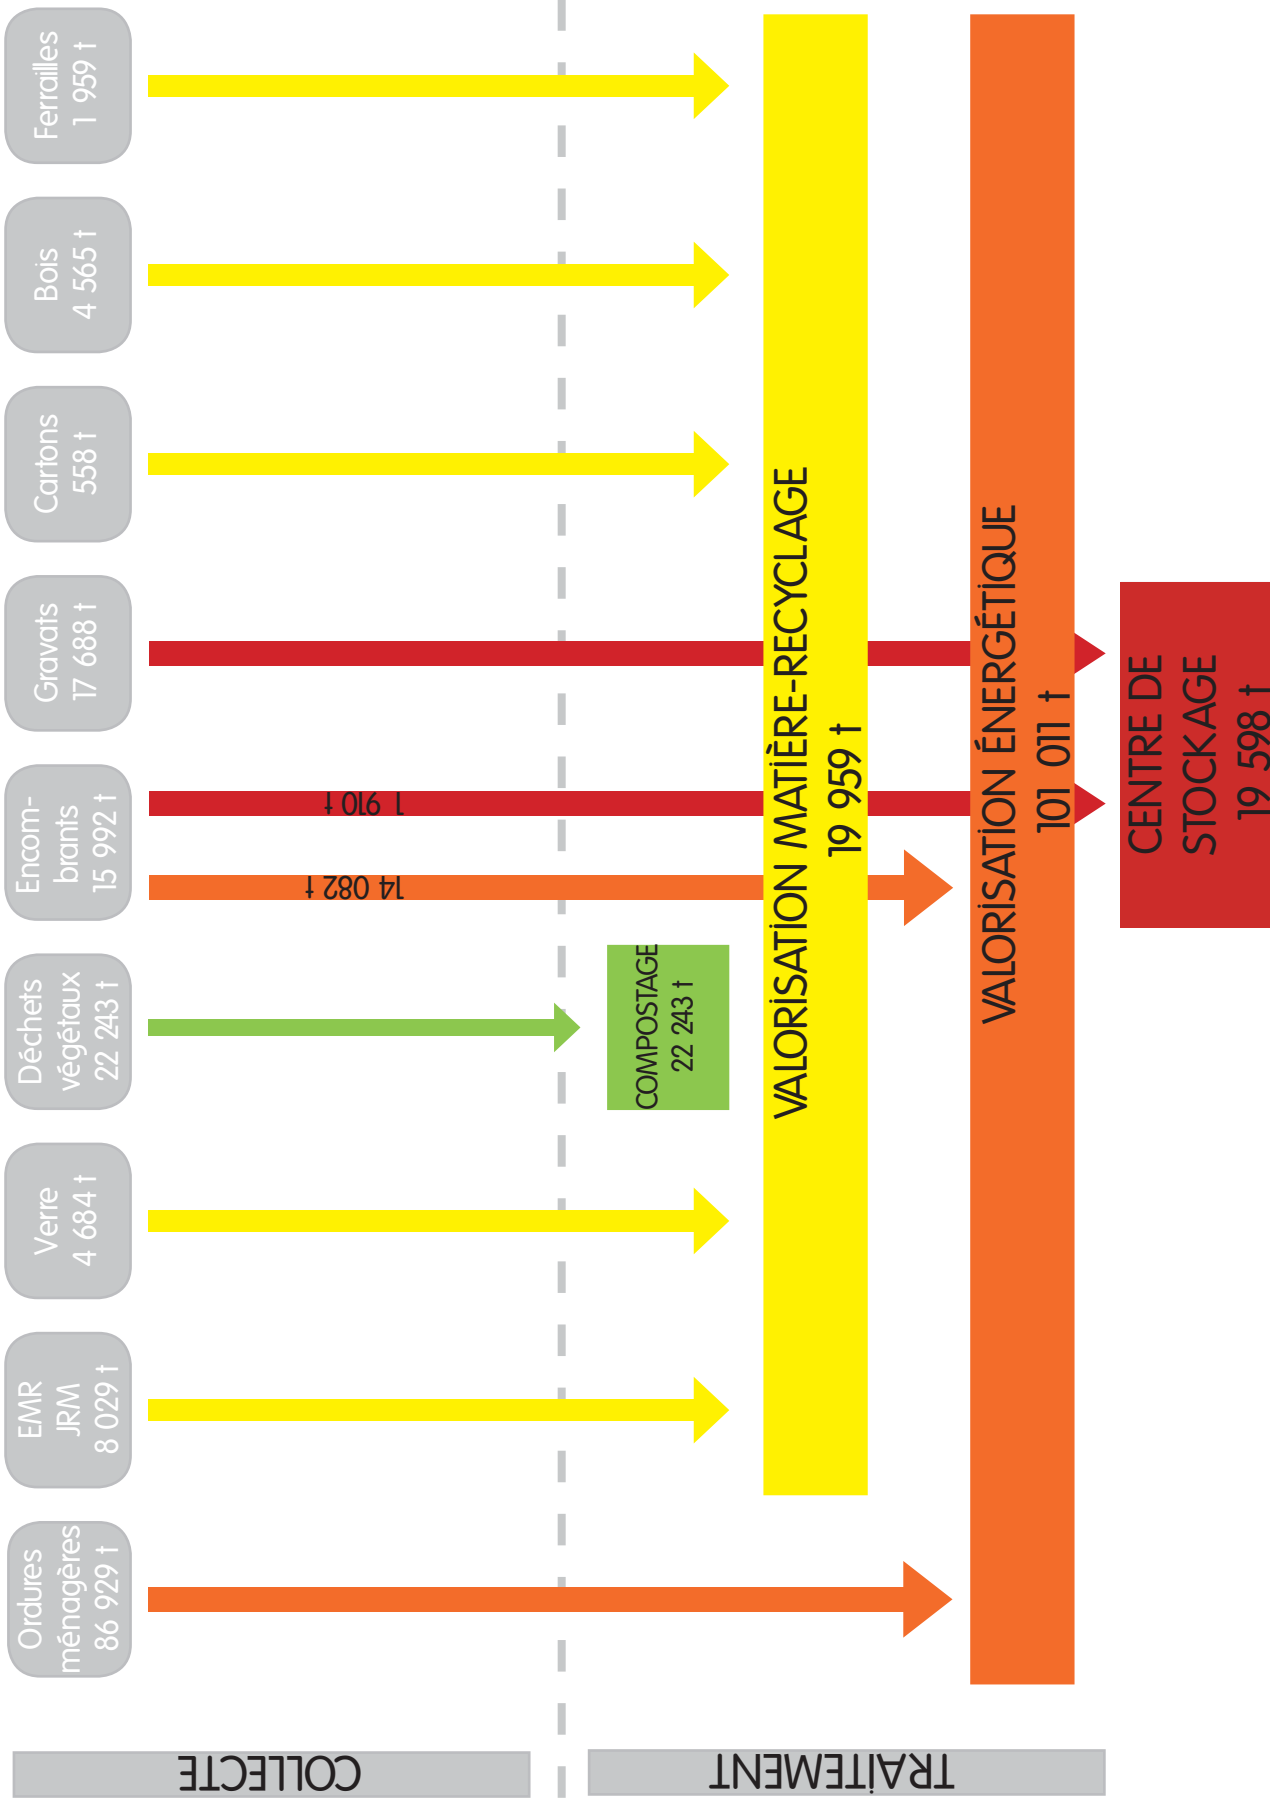 COLLECTE
Ordures
ménagères
86 929 t
EMR
JRM
8 029 t
Verre
4 684 t
Déchets
végétaux
22 243 t
Encom-
brants
15 992 t
Gravats
17 688 t
Cartons
558 t
Bois
4 565 t
Ferrailles
1 959 t
14 082 t
1 910 t
TRAITEMENT
COMPOSTAGE
22 243 t
VALORISATION MATIÈRE-RECYCLAGE
19 959 t
VALORISATION ÉNERGÉTIQUE
101 011 t
CENTRE DE
STOCKAGE
19 598 t